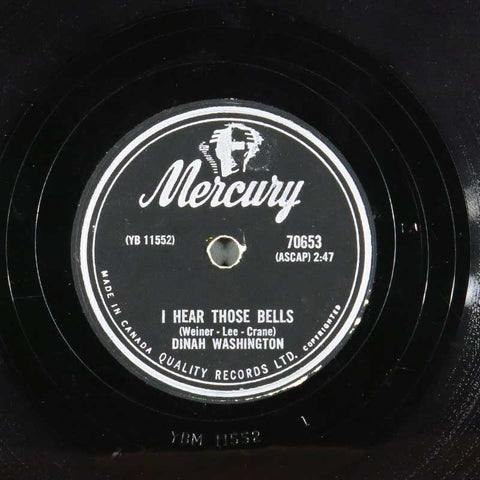 Mercury
(YB 11552)
70653
(ASCAP) 2:47
I HEAR THOSE BELLS
(Weiner - Lee - Crane)
DINAH WASHINGTON
MADE IN CANADA QUALITY RECORDS LTD. COPYRIGHTED
YBM 11552 1